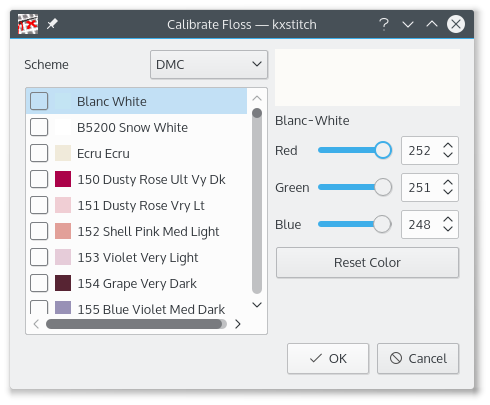 Calibrate Floss — kxstitch
Scheme
DMC
Blanc White
B5200 Snow White
Ecru Ecru
150 Dusty Rose Ult Vy Dk
151 Dusty Rose Vry Lt
152 Shell Pink Med Light
153 Violet Very Light
154 Grape Very Dark
155 Blue Violet Med Dark
Blanc-White
Red 252
Green 251
Blue 248
Reset Color
OK
Cancel